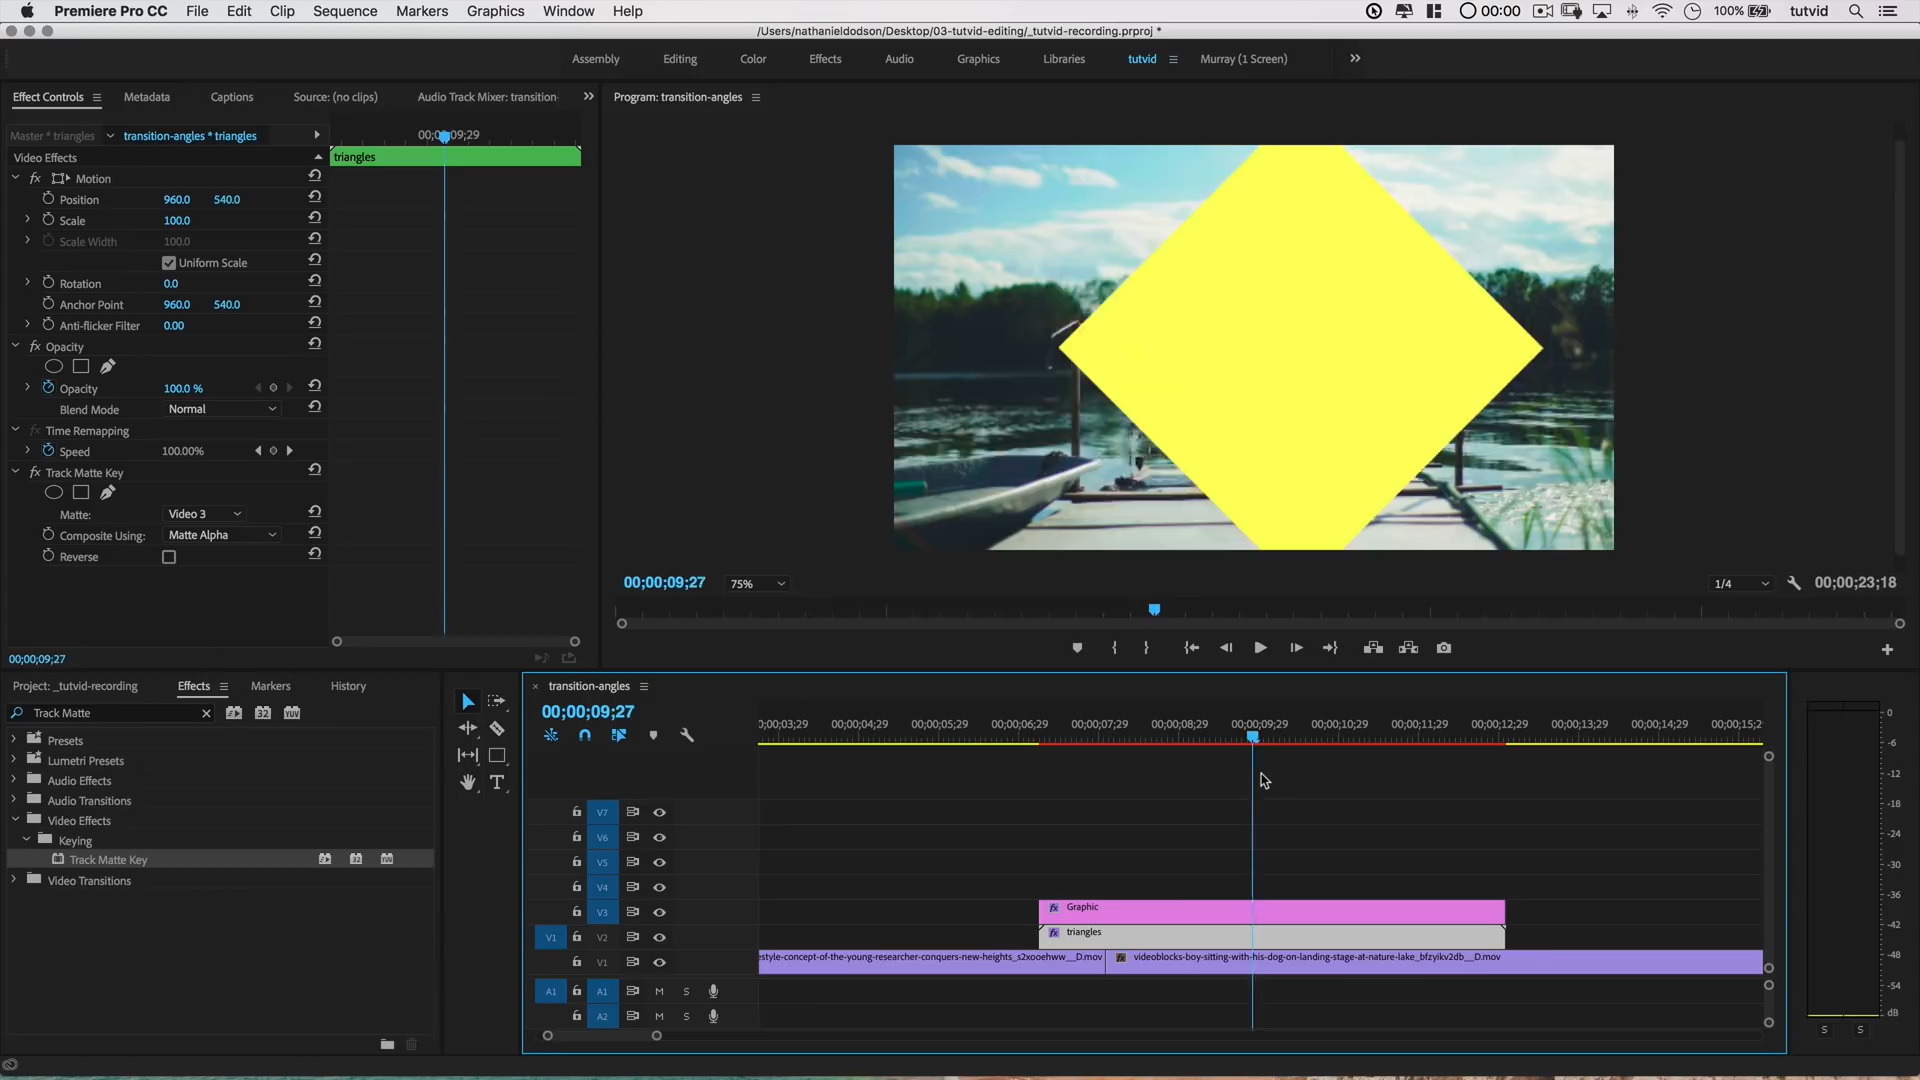 Premiere Pro CC File Edit Clip Sequence Markers Graphics Window Help 00:00 100% tutvid
/Users/nathanieldodson/Desktop/03-tutvid-editing/_tutvid-recording.prproj *
Assembly Editing Color Effects Audio Graphics Libraries tutvid Murray (1 Screen)
Effect Controls Metadata Captions Source: (no clips) Audio Track Mixer: transition- Program: transition-angles
Master * triangles transition-angles * triangles
Video Effects triangles
fx Motion
Position 960.0 540.0
Scale 100.0
Scale Width 100.0
Uniform Scale
Rotation 0.0
Anchor Point 960.0 540.0
Anti-flicker Filter 0.00
fx Opacity
Opacity 100.0 %
Blend Mode Normal
fx Time Remapping
Speed 100.00%
fx Track Matte Key
Matte: Video 3
Composite Using: Matte Alpha
Reverse
00;00;09;27 75% 1/4 00;00;23;18
00;00;09;27
Project: _tutvid-recording Effects Markers History
Track Matte 32 YUV
Presets
Lumetri Presets
Audio Effects
Audio Transitions
Video Effects
Keying
Track Matte Key
Video Transitions
transition-angles
00;00;09;27
0;00;03;29 00;00;04;29 00;00;05;29 00;00;06;29 00;00;07;29 00;00;08;29 00;00;09;29 00;00;10;29 00;00;11;29 00;00;12;29 00;00;13;29 00;00;14;29 00;00;15;2
V7
V6
V5
V4
V3 fx Graphic
V1 V2 fx triangles
V1 estyle-concept-of-the-young-researcher-conquers-new-heights_s2xooehww__D.mov fx videoblocks-boy-sitting-with-his-dog-on-landing-stage-at-nature-lake_bfzyikv2db__D.mov
A1 A1 M S
A2 M S
0
-6
-12
-18
-24
-30
-36
-42
-48
-54
dB
S S